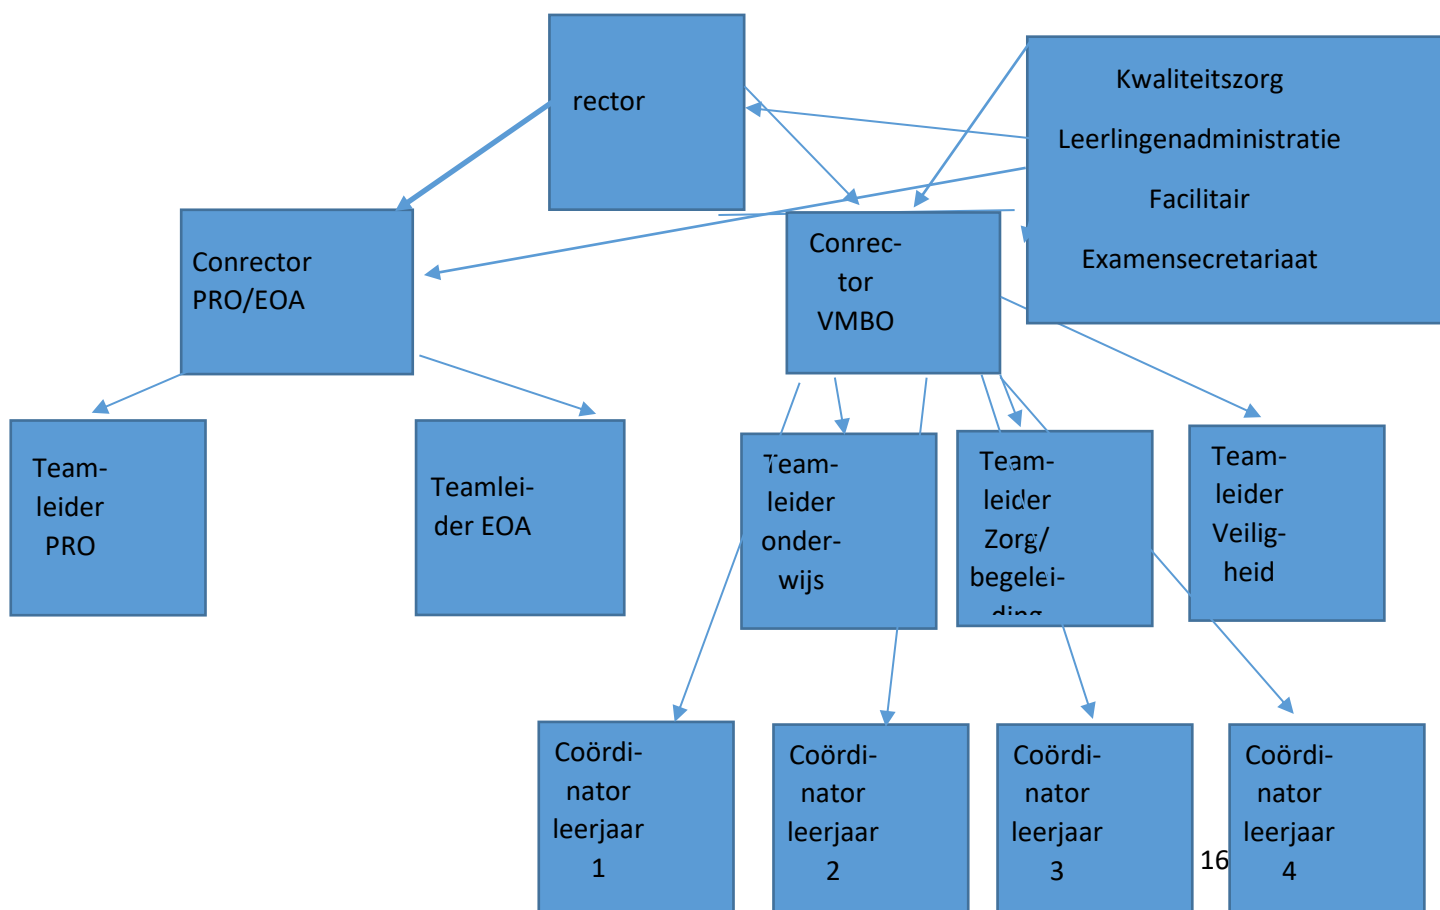 rector
Kwaliteitszorg
Leerlingenadministratie
Facilitair
Examensecretariaat
Conrector
PRO/EOA
Conrec-
tor
VMBO
Team-
leider
PRO
Teamlei-
der EOA
Team-
leider
onder-
wijs
Team-
leider
Zorg/
begelei-
ding
Team-
leider
Veilig-
heid
Coördi-
nator
leerjaar
1
Coördi-
nator
leerjaar
2
Coördi-
nator
leerjaar
3
16
Coördi-
nator
leerjaar
4